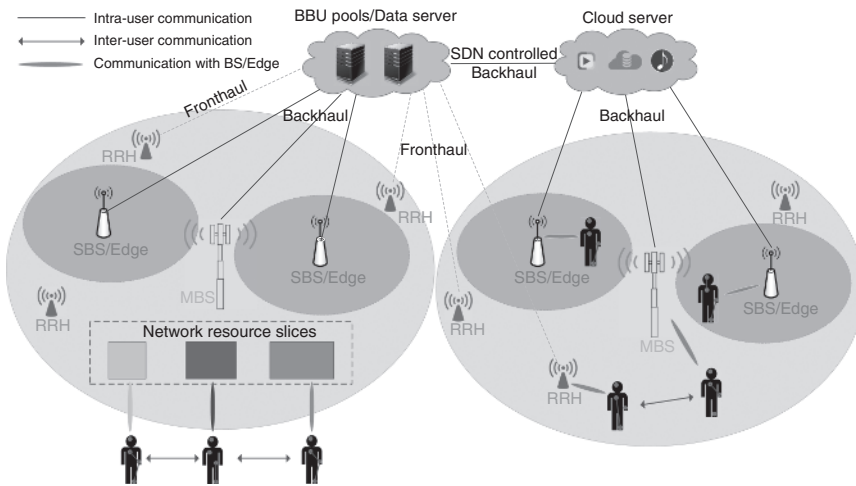 Intra-user communication
Inter-user communication
Communication with BS/Edge
BBU pools/Data server
Cloud server
SDN controlled
Backhaul
Fronthaul
Backhaul
Fronthaul
Backhaul
RRH
RRH
RRH
SBS/Edge
SBS/Edge
SBS/Edge
SBS/Edge
MBS
RRH
RRH
MBS
Network resource slices
RRH